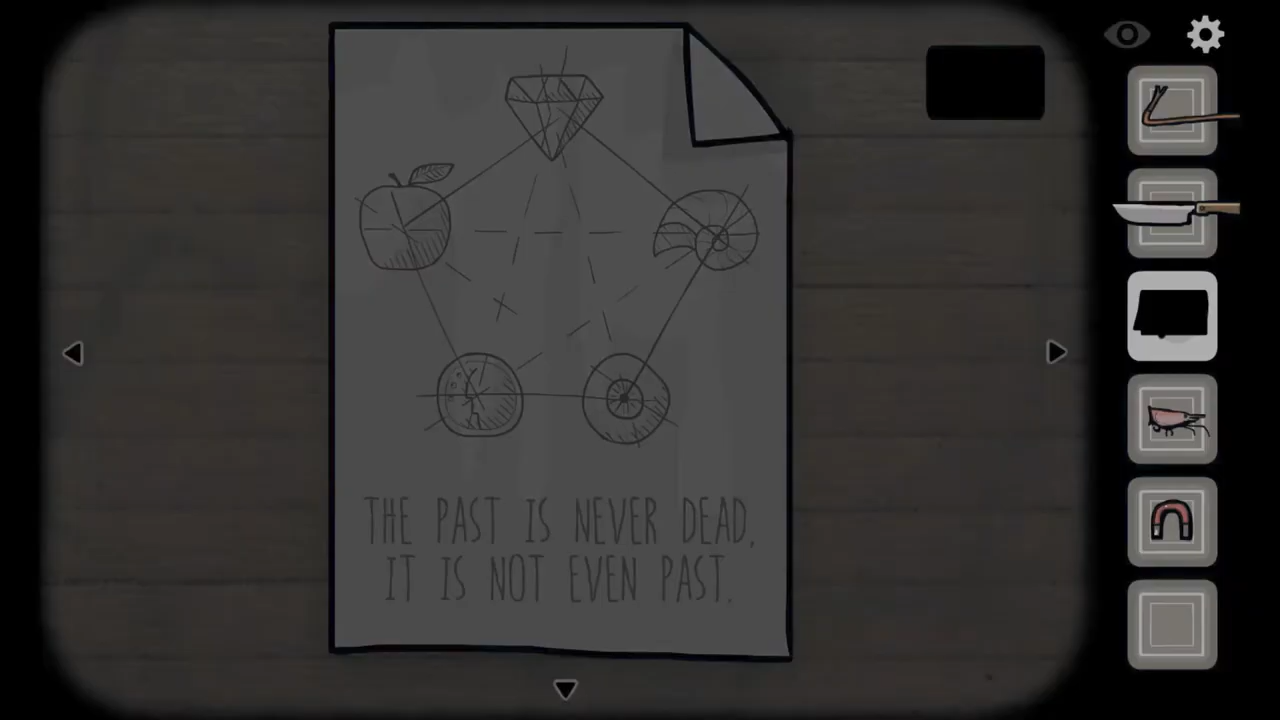 THE PAST IS NEVER DEAD,
IT IS NOT EVEN PAST.